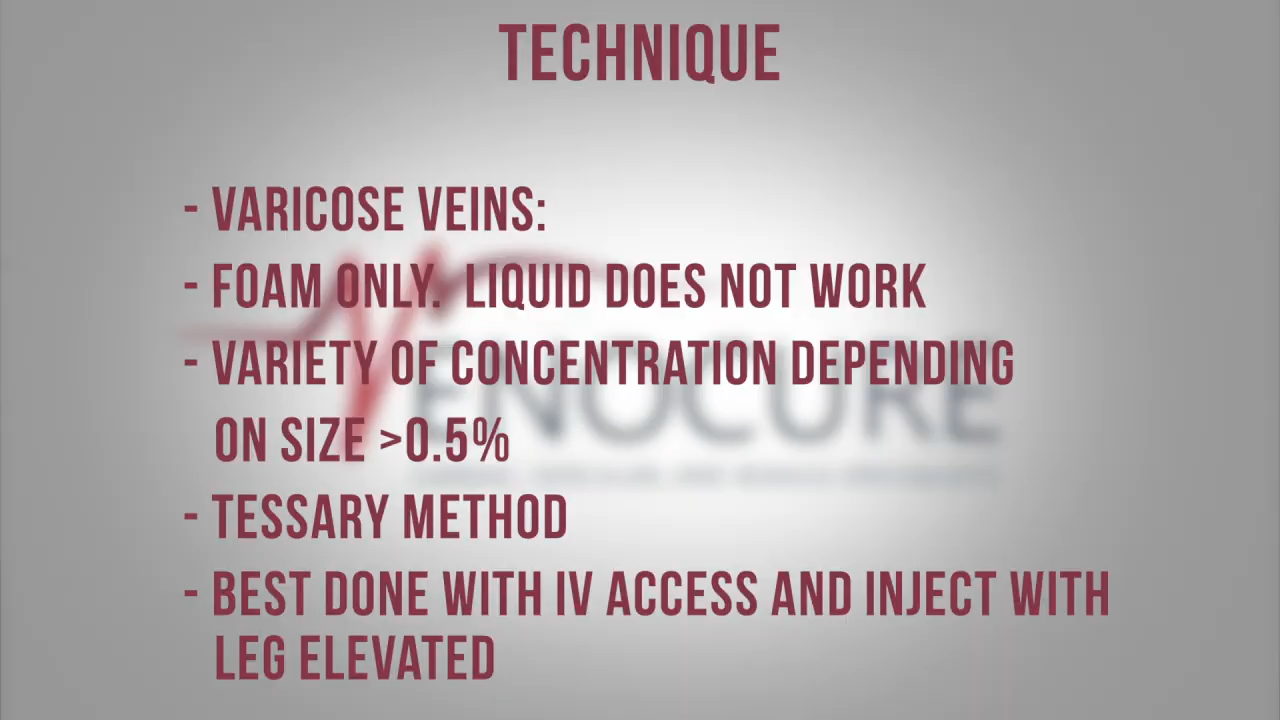 TECHNIQUE
- VARICOSE VEINS:
- FOAM ONLY. LIQUID DOES NOT WORK
- VARIETY OF CONCENTRATION DEPENDING
ON SIZE >0.5%
- TESSARY METHOD
- BEST DONE WITH IV ACCESS AND INJECT WITH
LEG ELEVATED
VENOCURE